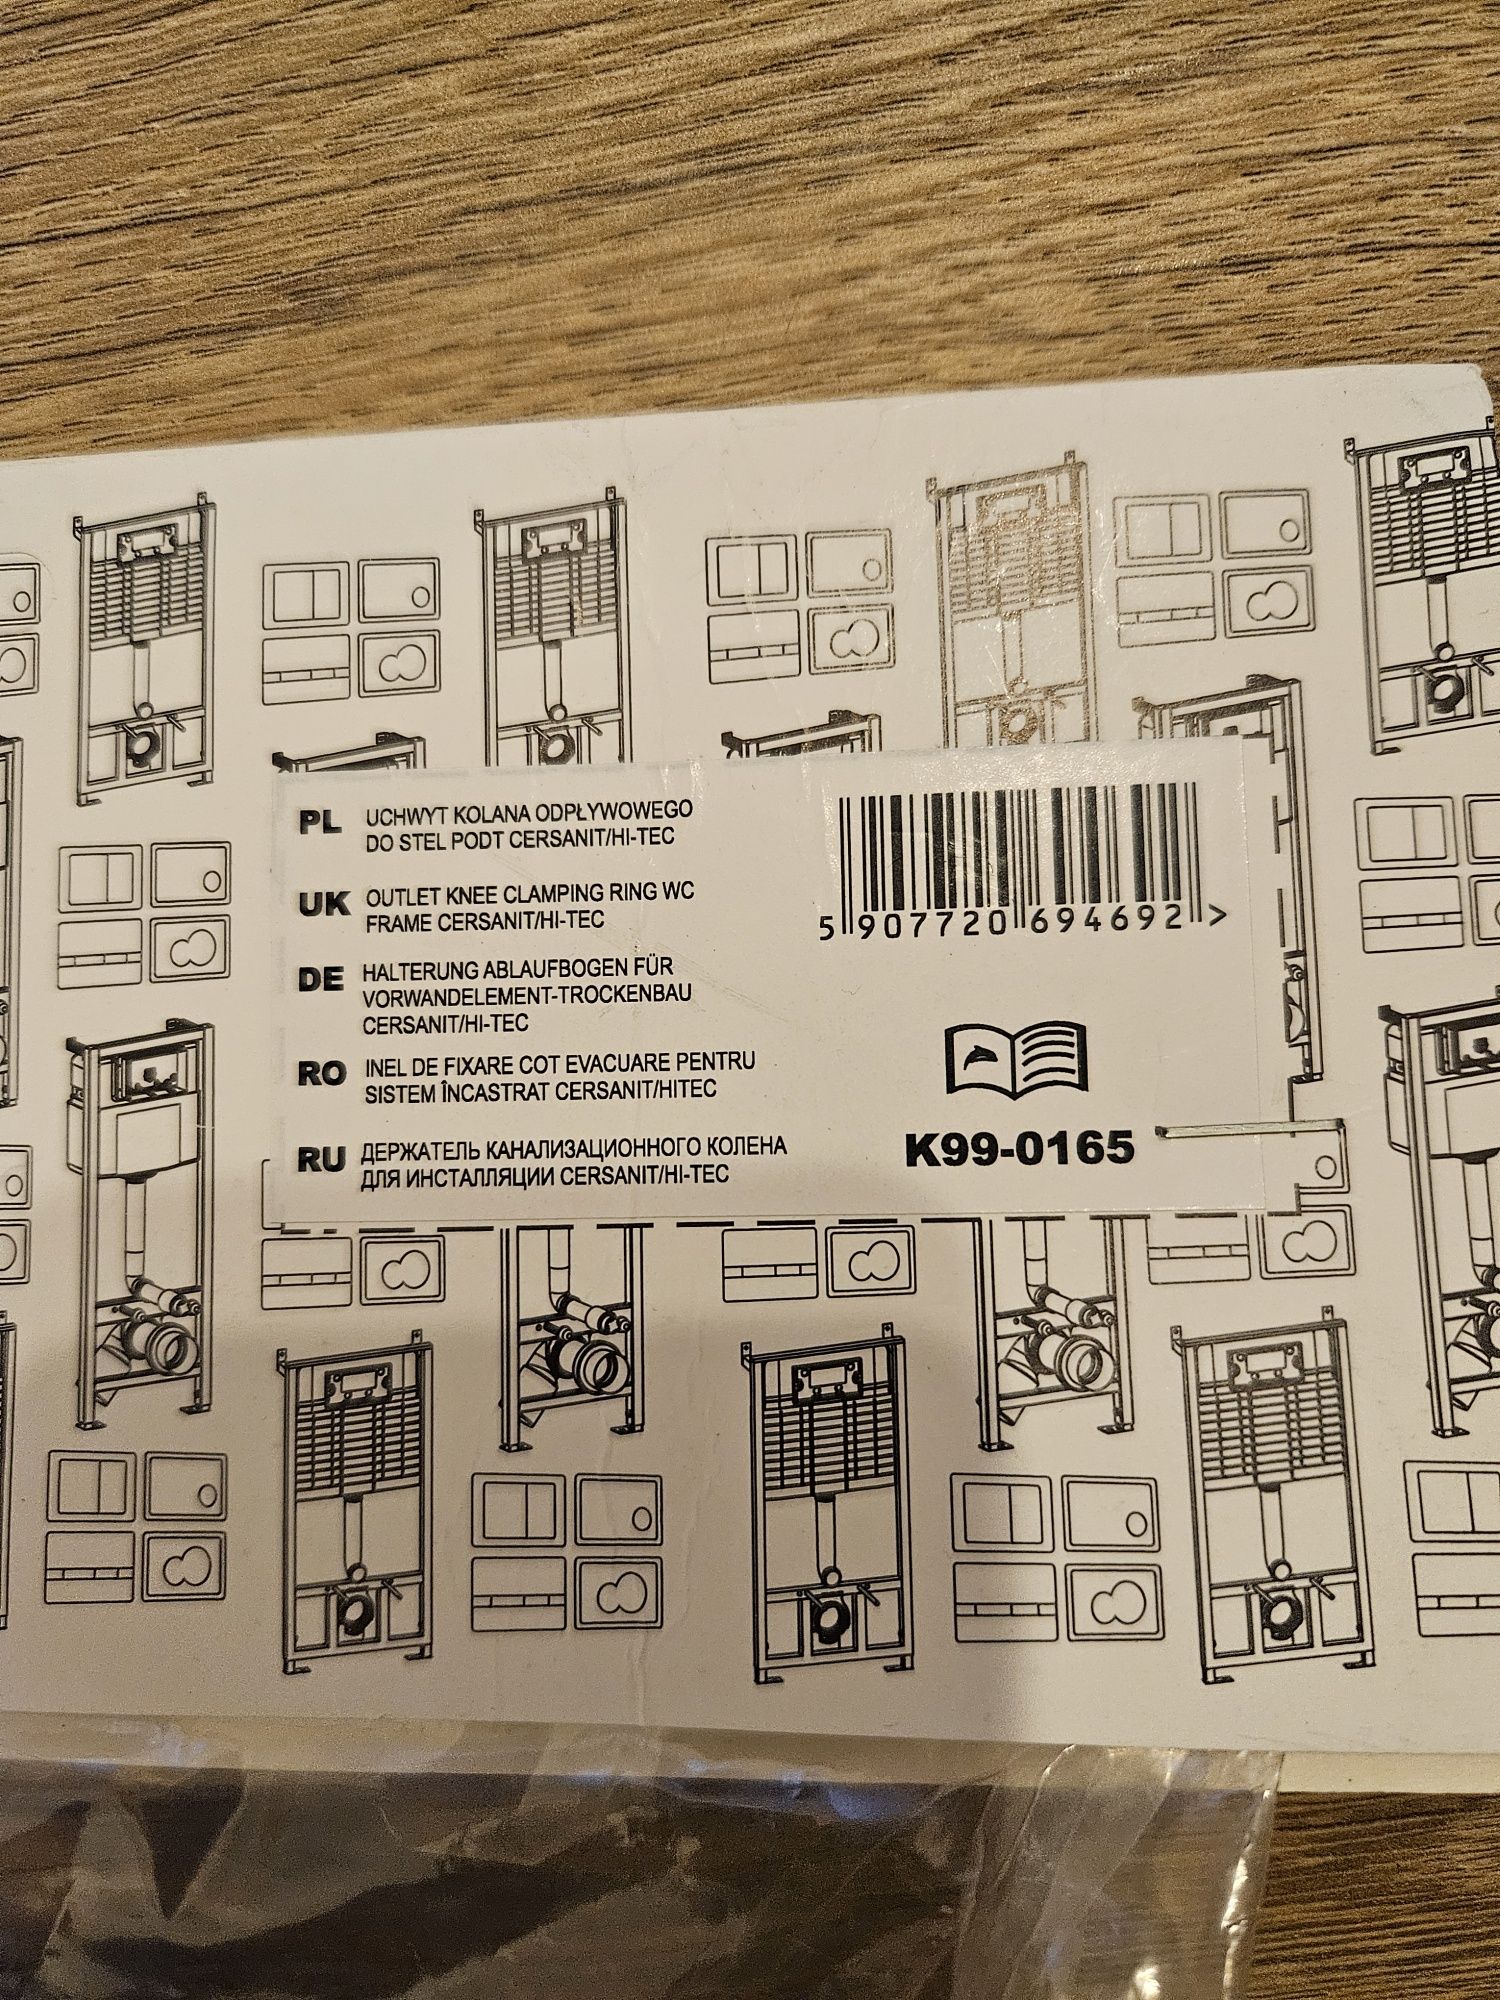 PL UCHWYT KOLANA ODPŁYWOWEGO
DO STEL PODT CERSANIT/HI-TEC
UK OUTLET KNEE CLAMPING RING WC
FRAME CERSANIT/HI-TEC
DE HALTERUNG ABLAUFBOGEN FÜR
VORWANDELEMENT-TROCKENBAU
CERSANIT/HI-TEC
RO INEL DE FIXARE COT EVACUARE PENTRU
SISTEM ÎNCASTRAT CERSANIT/HITEC
RU ДЕРЖАТЕЛЬ КАНАЛИЗАЦИОННОГО КОЛЕНА
ДЛЯ ИНСТАЛЛЯЦИИ CERSANIT/HI-TEC
5 907720 694692 >
K99-0165